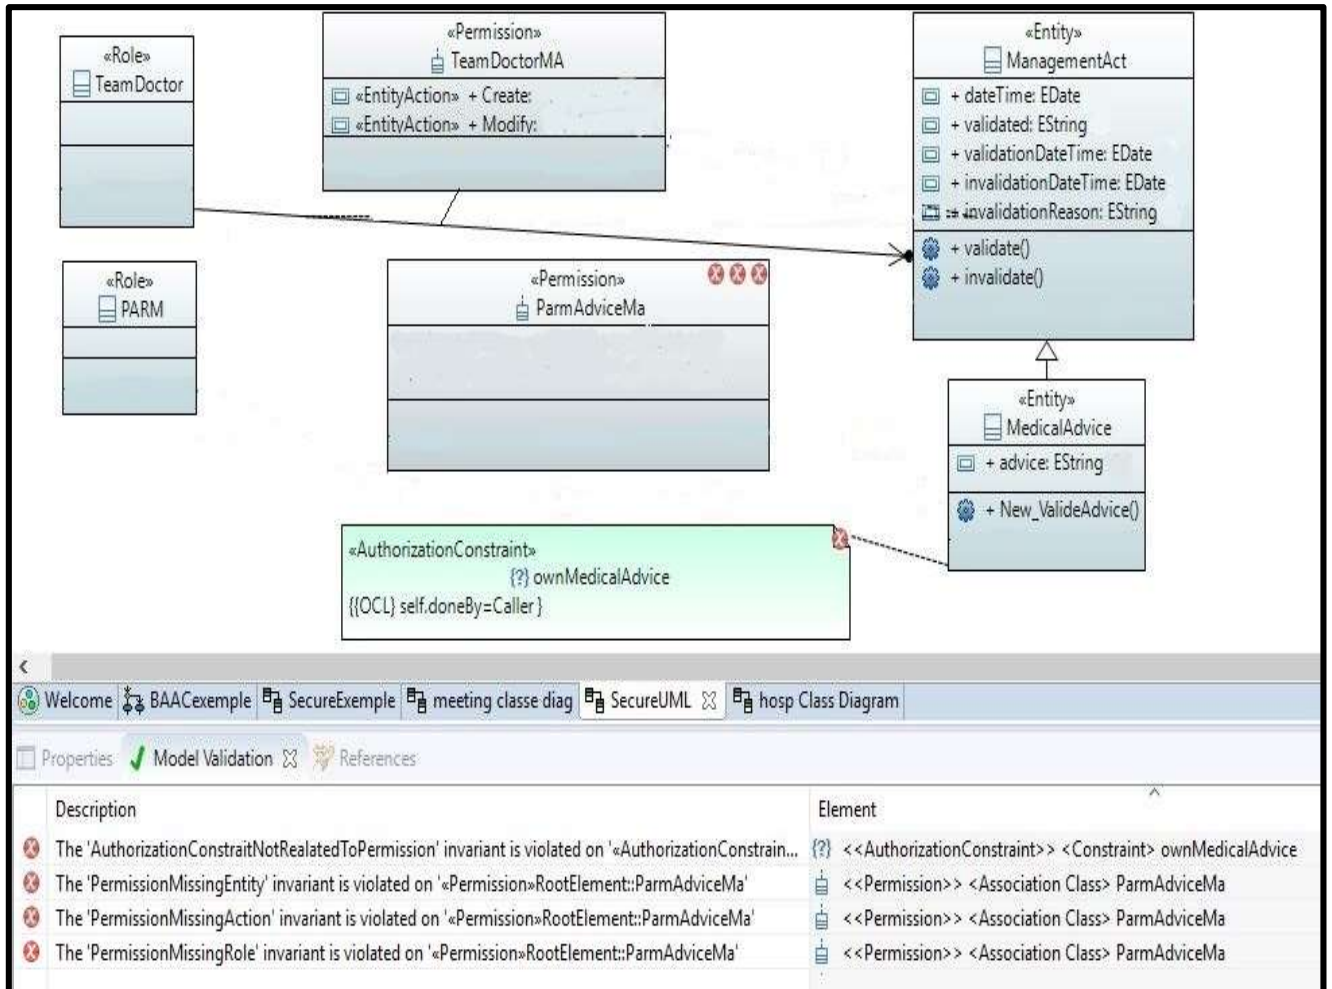 «Role»
TeamDoctor
«Permission»
TeamDoctorMA
«EntityAction» + Create:
«EntityAction» + Modify:
«Entity»
ManagementAct
+ dateTime: EDate
+ validated: EString
+ validationDateTime: EDate
+ invalidationDateTime: EDate
invalidationReason: EString
+ validate()
+ invalidate()
«Role»
PARM
«Permission»
ParmAdviceMa
«Entity»
MedicalAdvice
+ advice: EString
+ New_ValideAdvice()
«AuthorizationConstraint»
{?} ownMedicalAdvice
{{OCL} self.doneBy=Caller }
Welcome BAACexemple SecureExemple meeting classe diag SecureUML hosp Class Diagram
Properties Model Validation References
Description Element
The 'AuthorizationConstraitNotRealatedToPermission' invariant is violated on '«AuthorizationConstrain... {?} <<AuthorizationConstraint>> <Constraint> ownMedicalAdvice
The 'PermissionMissingEntity' invariant is violated on '«Permission»RootElement::ParmAdviceMa' <<Permission>> <Association Class> ParmAdviceMa
The 'PermissionMissingAction' invariant is violated on '«Permission»RootElement::ParmAdviceMa' <<Permission>> <Association Class> ParmAdviceMa
The 'PermissionMissingRole' invariant is violated on '«Permission»RootElement::ParmAdviceMa' <<Permission>> <Association Class> ParmAdviceMa